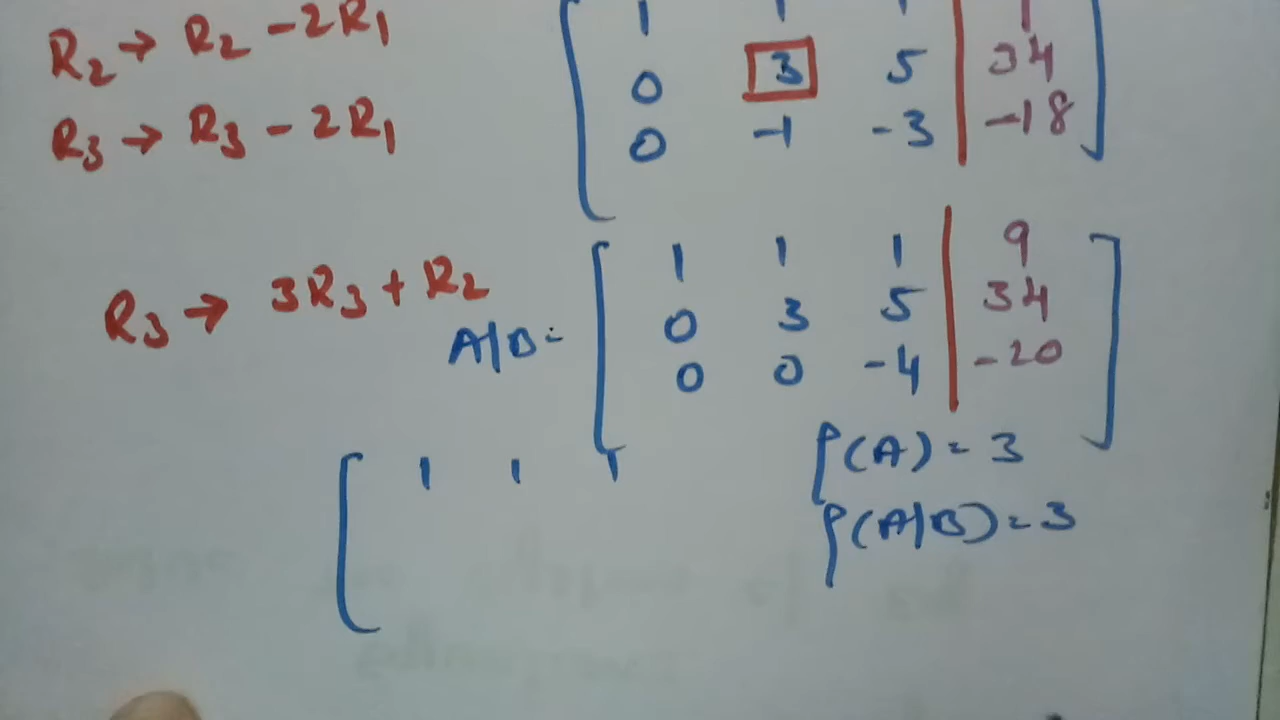 R2 → R2 - 2R1
1 1 1
0 3 5 34
R3 → R3 - 2R1
0 -1 -3 -18
R3 → 3R3 + R2
A|B = 1 1 1 9
0 3 5 34
0 0 -4 -20
ρ(A) = 3
1 1 1
ρ(A|B) = 3